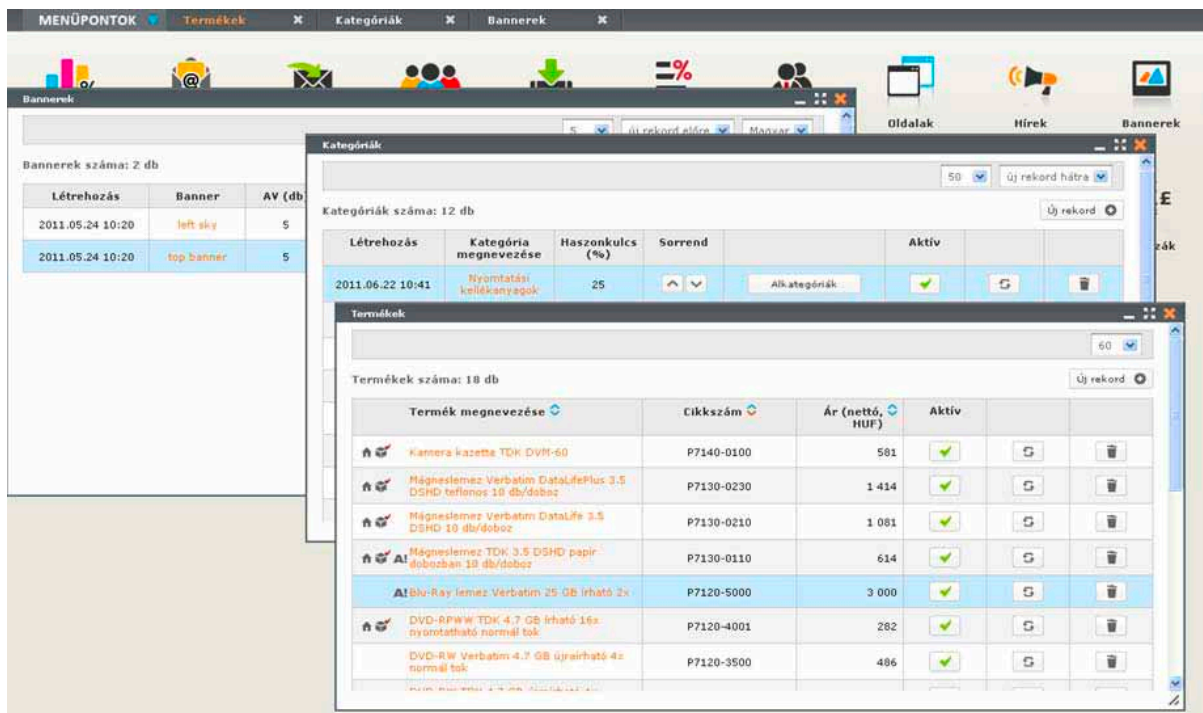 MENÜPONTOK Termékek Kategóriák Bannerek
% @ %
Oldalak Hírek Bannerek
Bannerek
5 új rekord előre Magyar
Bannerek száma: 2 db
Létrehozás Banner AV (db
2011.05.24 10:20 left sky 5
2011.05.24 10:20 top banner 5
Kategóriák
50 új rekord hátra
Kategóriák száma: 12 db Új rekord
Létrehozás Kategória megnevezése Haszonkulcs (%) Sorrend Aktív
2011.06.22 10:41 Nyomtatási kellékanyagok 25 Alkategóriák
Termékek
60
Termékek száma: 18 db Új rekord
Termék megnevezése Cikkszám Ár (nettó, HUF) Aktív
Kamera kazetta TDK DVM-60 P7140-0100 581
Mágneslemez Verbatim DataLifePlus 3.5 DSHD teflonos 10 db/doboz P7130-0230 1 414
Mágneslemez Verbatim DataLife 3.5 DSHD 10 db/doboz P7130-0210 1 081
A! Mágneslemez TDK 3.5 DSHD papír dobozban 10 db/doboz P7130-0110 614
A! Blu-Ray lemez Verbatim 25 GB írható 2x P7120-5000 3 000
DVD-RPWW TDK 4.7 GB írható 16x nyomtatható normál tok P7120-4001 282
DVD-RW Verbatim 4.7 GB újraírható 4x normál tok P7120-3500 486